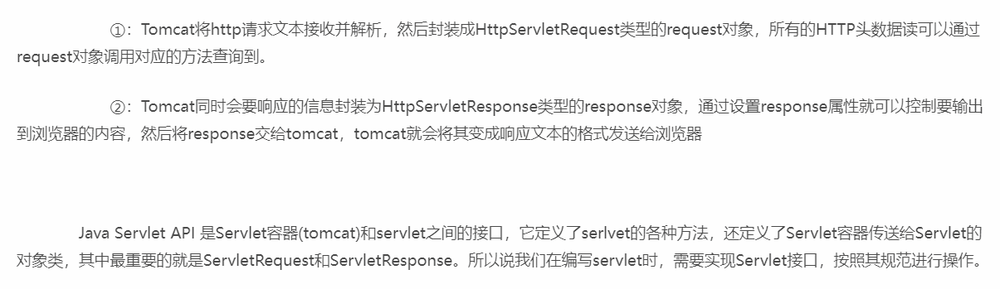 ①：Tomcat将http请求文本接收并解析，然后封装成HttpServletRequest类型的request对象，所有的HTTP头数据读可以通过
request对象调用对应的方法查询到。
②：Tomcat同时会要响应的信息封装为HttpServletResponse类型的response对象，通过设置response属性就可以控制要输出
到浏览器的内容，然后将response交给tomcat，tomcat就会将其变成响应文本的格式发送给浏览器
Java Servlet API 是Servlet容器(tomcat)和servlet之间的接口，它定义了serlvet的各种方法，还定义了Servlet容器传送给Servlet的
对象类，其中最重要的就是ServletRequest和ServletResponse。所以说我们在编写servlet时，需要实现Servlet接口，按照其规范进行操作。